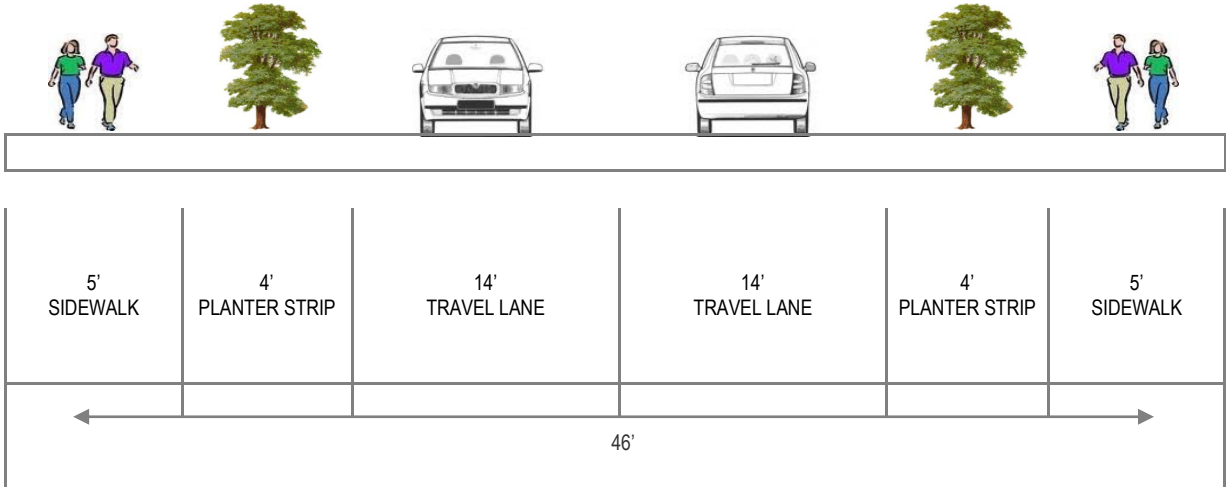 5’
SIDEWALK
4’
PLANTER STRIP
14’
TRAVEL LANE
14’
TRAVEL LANE
4’
PLANTER STRIP
5’
SIDEWALK
46’